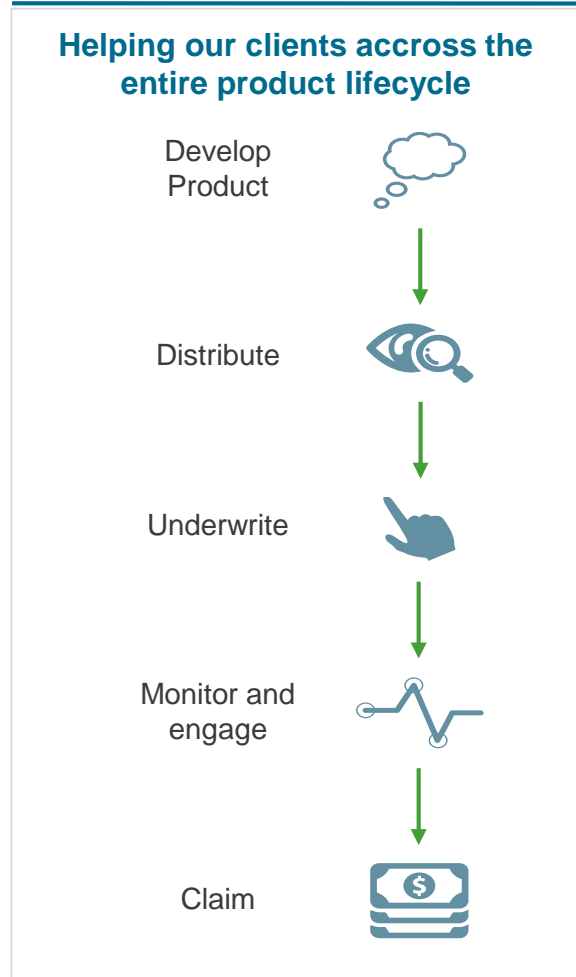 Helping our clients accross the
entire product lifecycle
Develop
Product
Distribute
Underwrite
Monitor and
engage
Claim
$